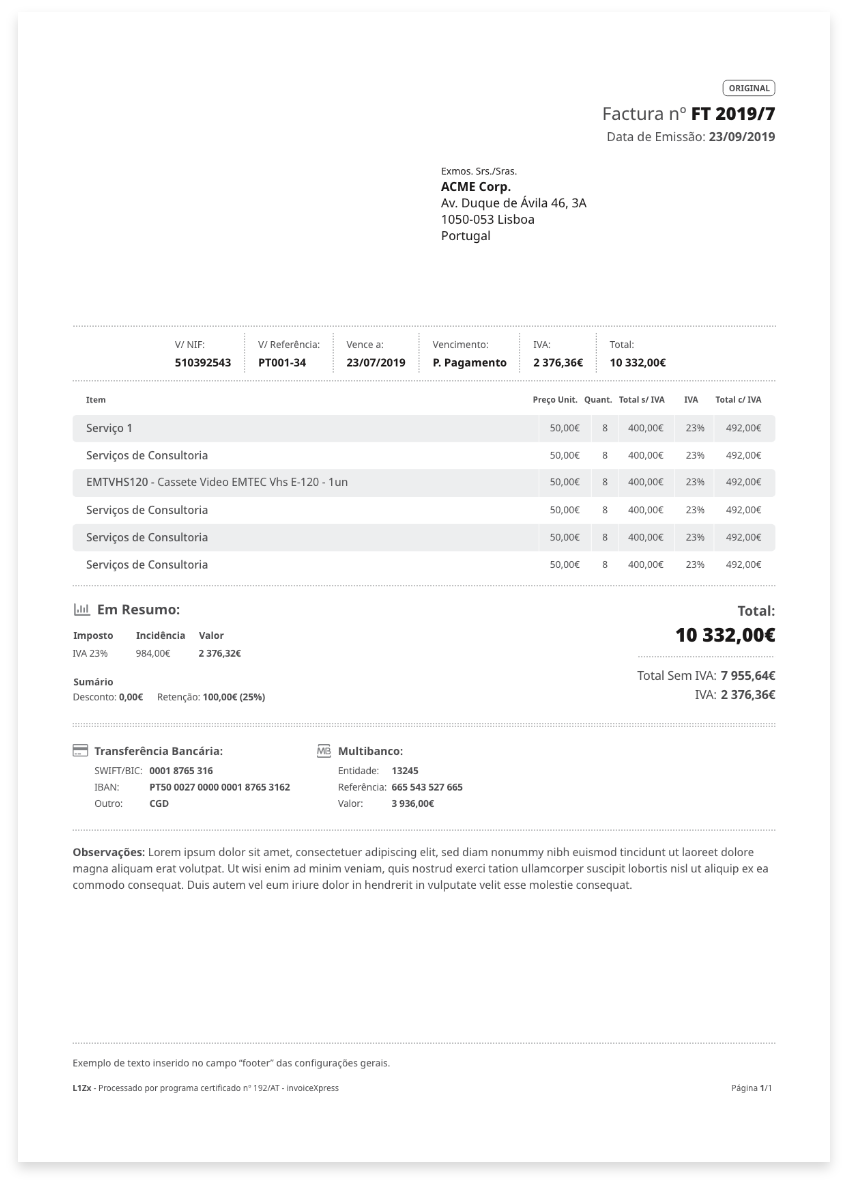 ORIGINAL
Factura nº FT 2019/7
Data de Emissão: 23/09/2019
Exmos. Srs./Sras.
ACME Corp.
Av. Duque de Ávila 46, 3A
1050-053 Lisboa
Portugal
V/ NIF: V/ Referência: Vence a: Vencimento: IVA: Total:
510392543 PT001-34 23/07/2019 P. Pagamento 2 376,36€ 10 332,00€
Item Preço Unit. Quant. Total s/ IVA IVA Total c/ IVA
Serviço 1 50,00€ 8 400,00€ 23% 492,00€
Serviços de Consultoria 50,00€ 8 400,00€ 23% 492,00€
EMTVHS120 - Cassete Video EMTEC Vhs E-120 - 1un 50,00€ 8 400,00€ 23% 492,00€
Serviços de Consultoria 50,00€ 8 400,00€ 23% 492,00€
Serviços de Consultoria 50,00€ 8 400,00€ 23% 492,00€
Serviços de Consultoria 50,00€ 8 400,00€ 23% 492,00€
Em Resumo:
Imposto Incidência Valor
IVA 23% 984,00€ 2 376,32€
Sumário
Desconto: 0,00€ Retenção: 100,00€ (25%)
Total:
10 332,00€
Total Sem IVA: 7 955,64€
IVA: 2 376,36€
Transferência Bancária:
SWIFT/BIC: 0001 8765 316
IBAN: PT50 0027 0000 0001 8765 3162
Outro: CGD
MB Multibanco:
Entidade: 13245
Referência: 665 543 527 665
Valor: 3 936,00€
Observações: Lorem ipsum dolor sit amet, consectetuer adipiscing elit, sed diam nonummy nibh euismod tincidunt ut laoreet dolore
magna aliquam erat volutpat. Ut wisi enim ad minim veniam, quis nostrud exerci tation ullamcorper suscipit lobortis nisl ut aliquip ex ea
commodo consequat. Duis autem vel eum iriure dolor in hendrerit in vulputate velit esse molestie consequat.
Exemplo de texto inserido no campo “footer” das configurações gerais.
L1Zx - Processado por programa certificado nº 192/AT - invoiceXpress Página 1/1